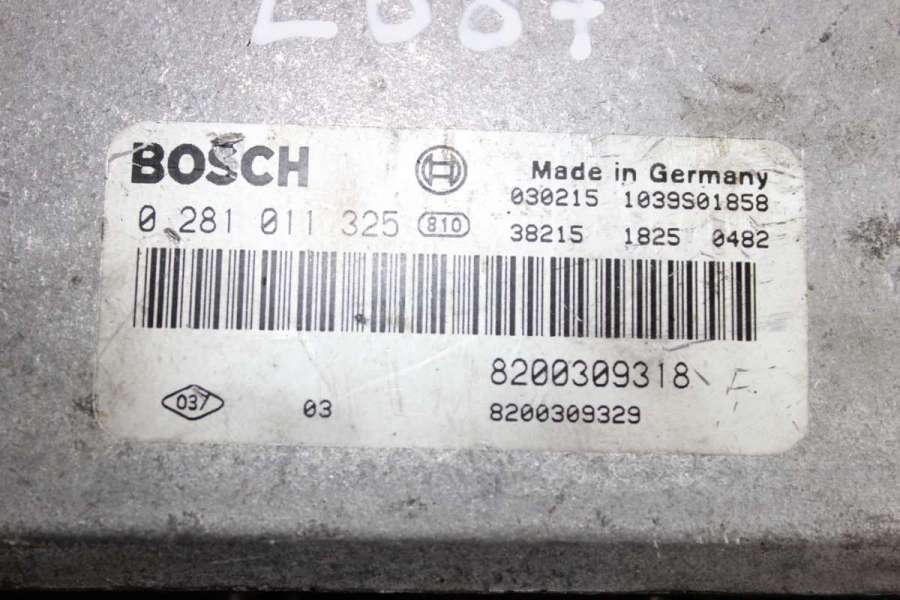 BOSCH
Made in Germany
030215 1039S01858
0 281 011 325 810
38215 1825 0482
8200309318 F.
037 03
8200309329